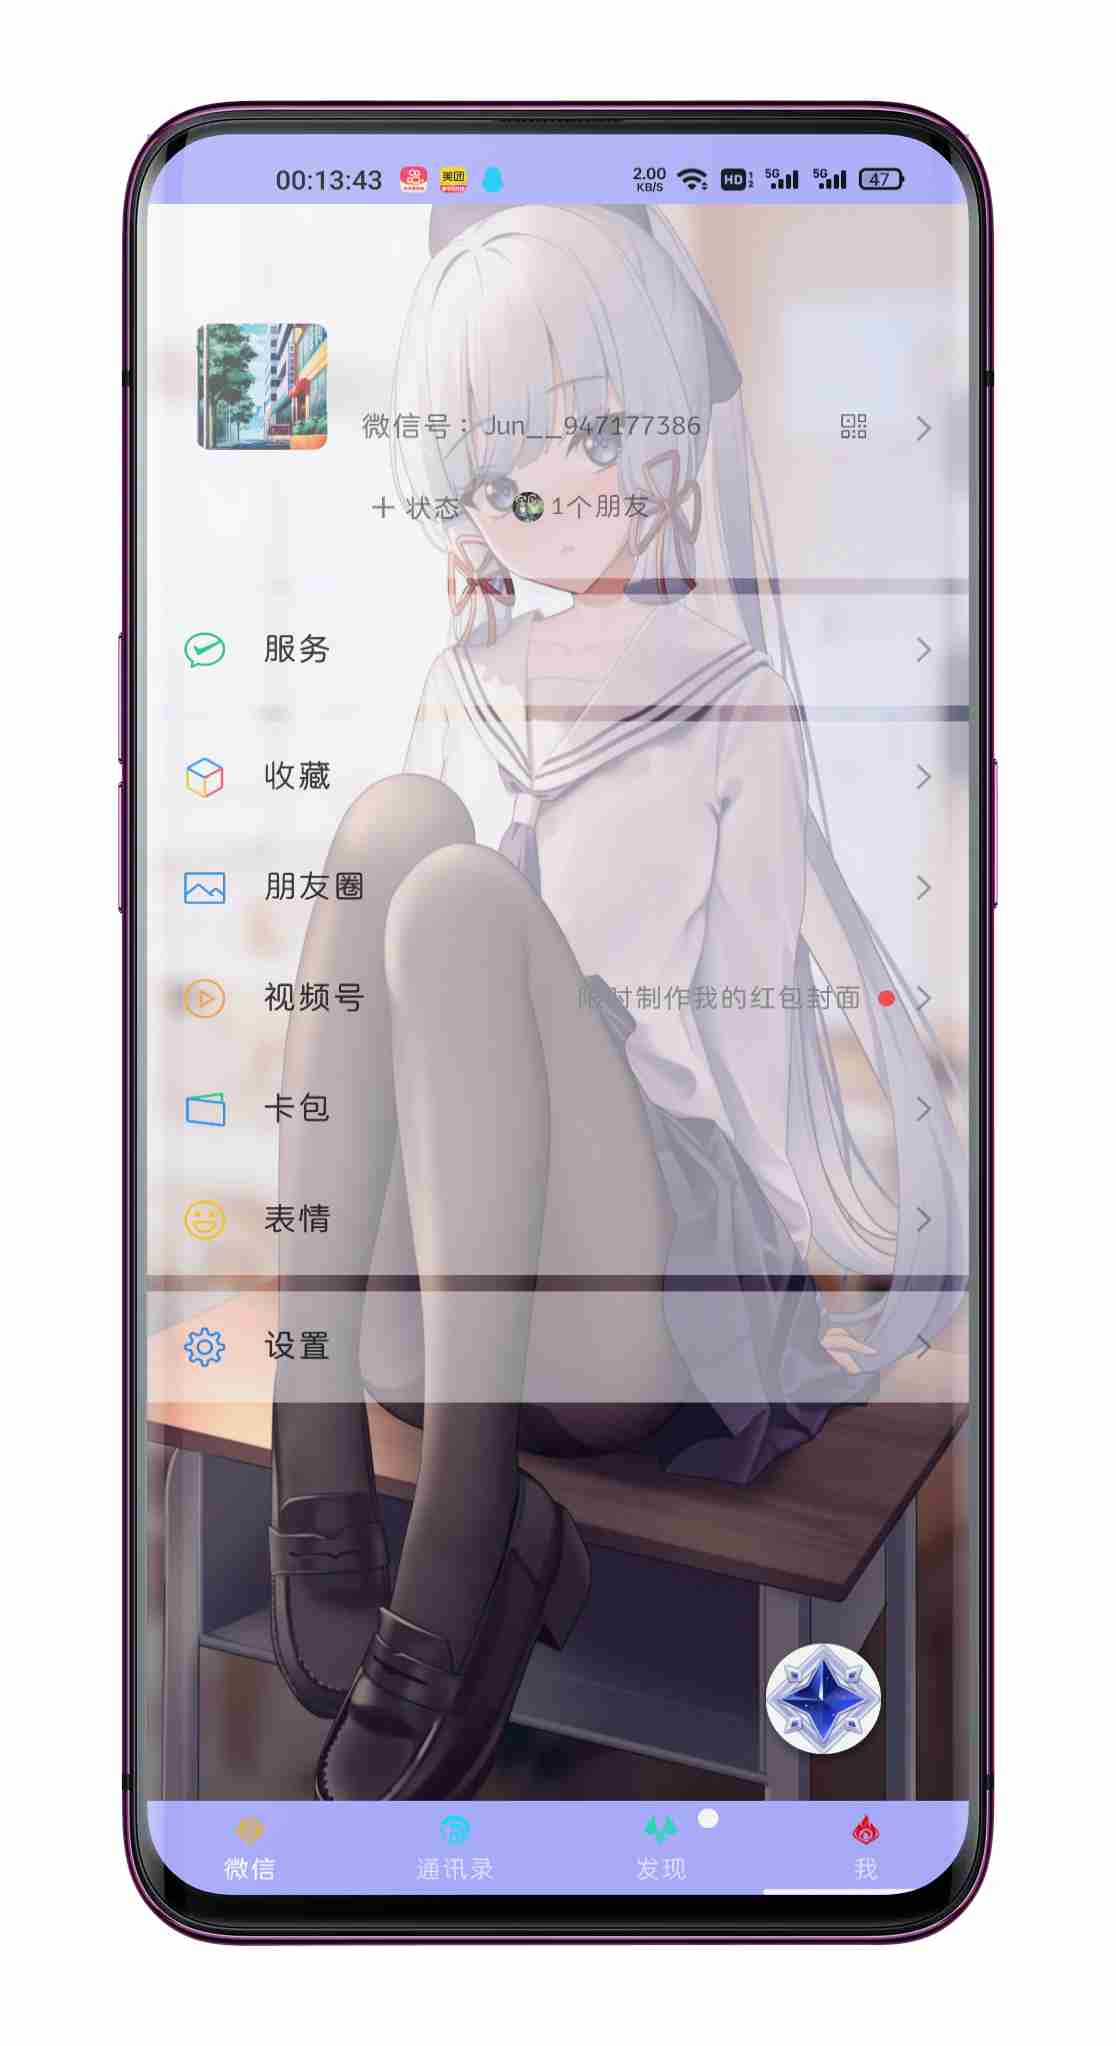 00:13:43 美团 2.00 KB/S HD 1 2 5G 5G 47
微信号：Jun__947177386
+ 状态 1个朋友
服务
收藏
朋友圈
视频号 限时制作我的红包封面
卡包
表情
设置
微信 通讯录 发现 我